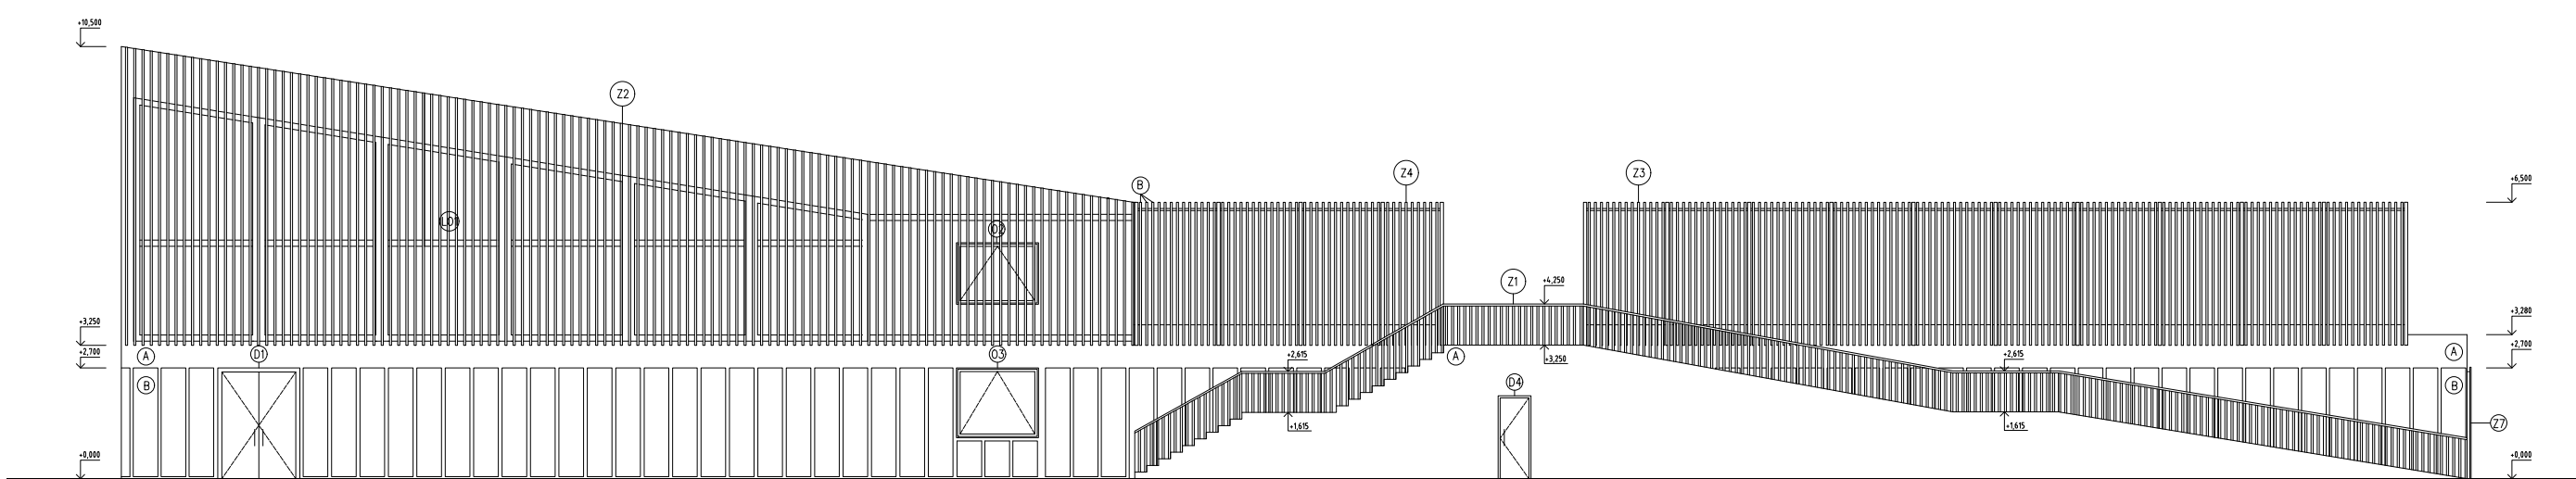 +10,500
Z2
B
Z4
Z3
+6,500
LO1
O2
Z1
+4,250
+3,250
+2,700
A
D1
O3
+2,615
A
+3,250
+2,615
+3,280
+2,700
A
B
D4
B
+1,615
+1,615
Z7
+0,000
+0,000